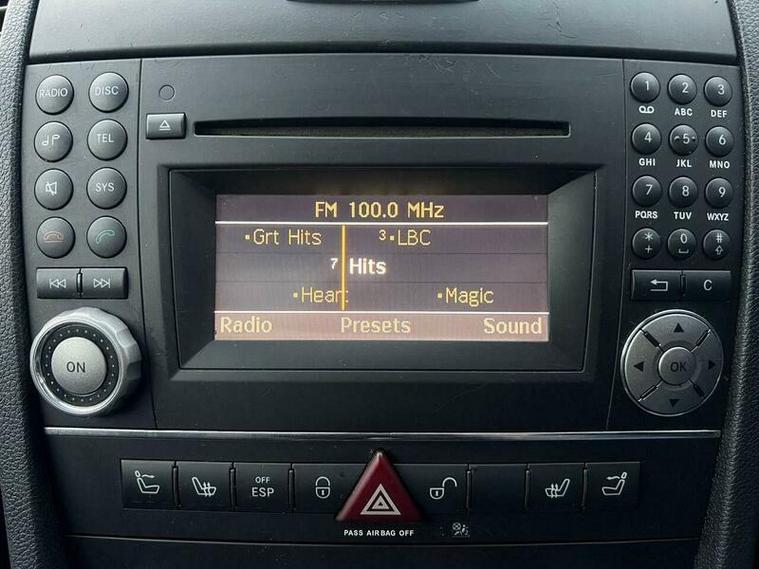 RADIO DISC
TEL
SYS
ON
FM 100.0 MHz
Grt Hits 3 LBC
7 Hits
Heart Magic
Radio Presets Sound
1 2 3
ABC DEF
4 5 6
GHI JKL MNO
7 8 9
PQRS TUV WXYZ
* 0 #
+
C
OK
OFF
ESP
PASS AIRBAG OFF